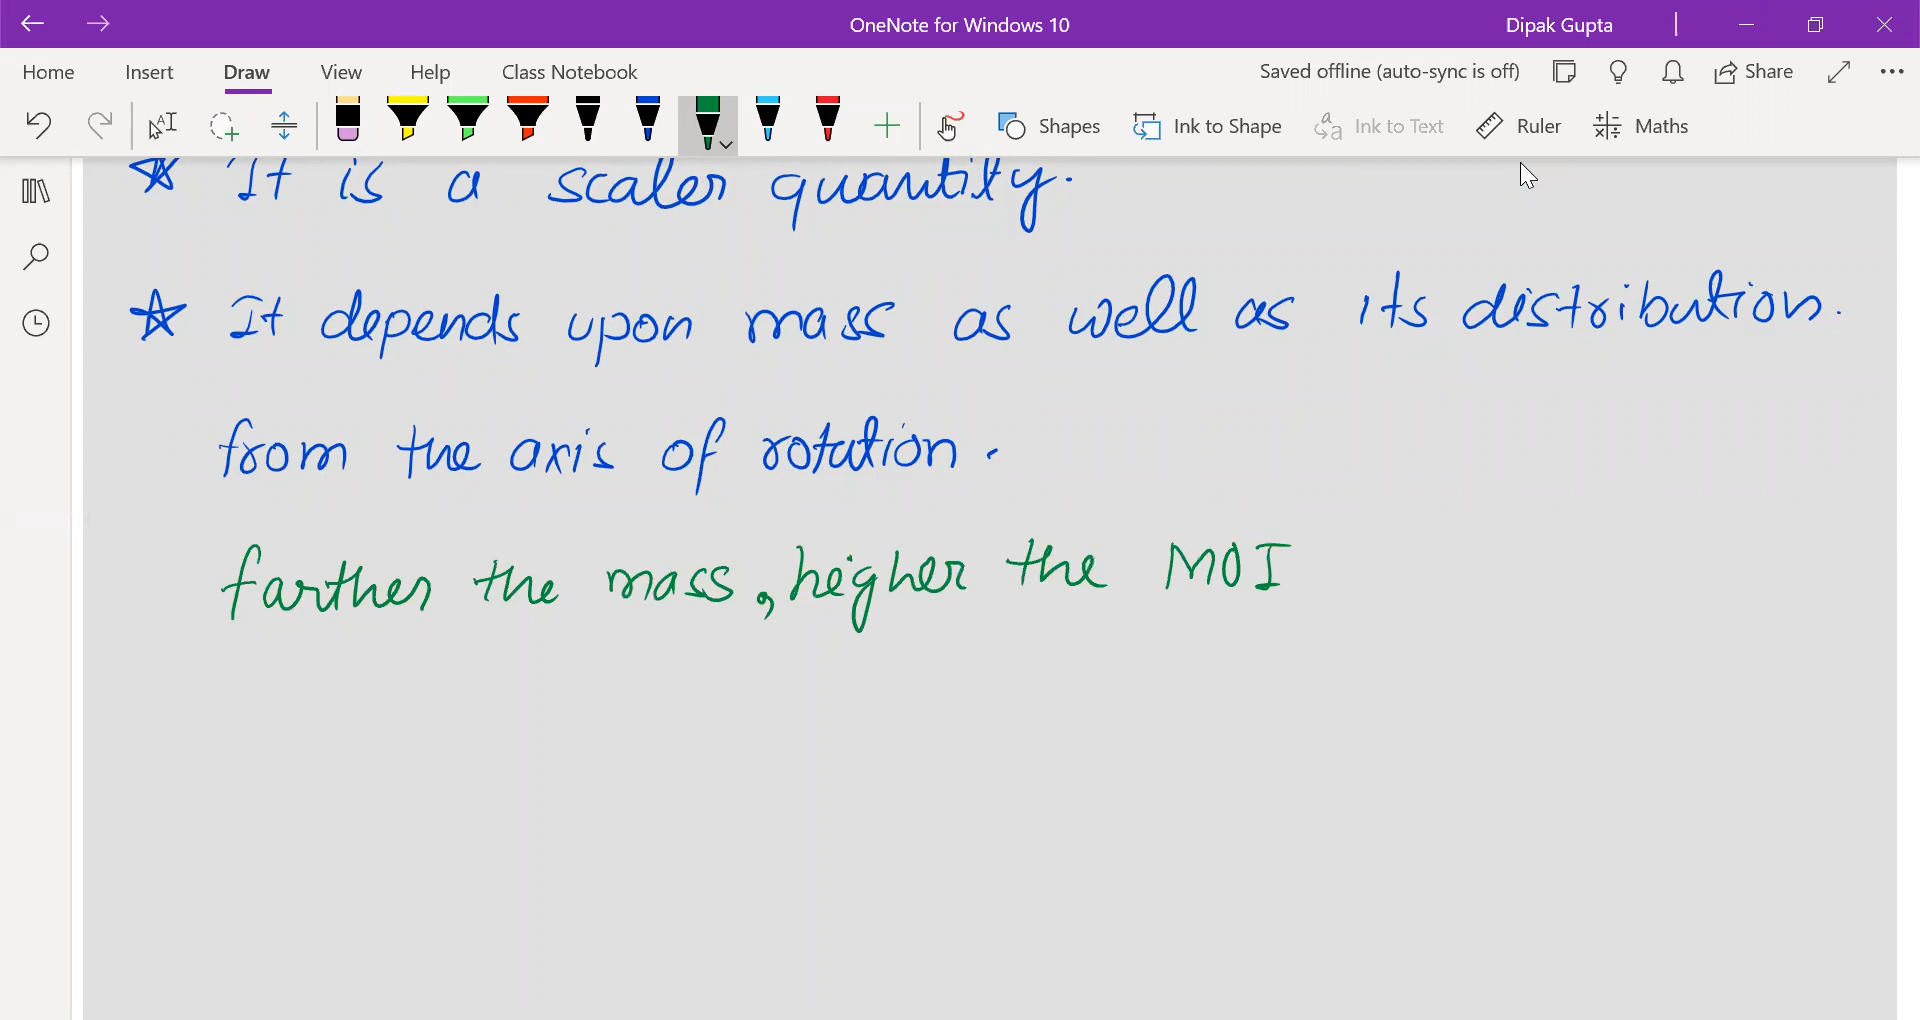 OneNote for Windows 10
Dipak Gupta
Home Insert Draw View Help Class Notebook
Saved offline (auto-sync is off) Share
Shapes Ink to Shape Ink to Text Ruler Maths
It is a scaler quantity.
It depends upon mass as well as its distribution.
from the axis of rotation.
farther the mass, heigher the MOI